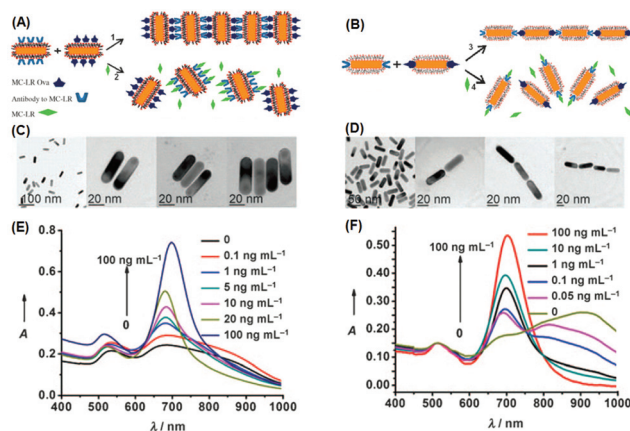 (A)
1
2
MC-LR Ova
Antibody to MC-LR
MC-LR
(B)
3
4
(C)
100 nm
20 nm
20 nm
20 nm
(D)
50 nm
20 nm
20 nm
20 nm
(E)
0.8
0.6
0.4
0.2
0.0
A
100 ng mL⁻¹
0
0
0.1 ng mL⁻¹
1 ng mL⁻¹
5 ng mL⁻¹
10 ng mL⁻¹
20 ng mL⁻¹
100 ng mL⁻¹
400 500 600 700 800 900 1000
λ / nm
(F)
0.50
0.40
0.30
0.20
0.10
0.00
A
100 ng mL⁻¹
0
100 ng mL⁻¹
10 ng mL⁻¹
1 ng mL⁻¹
0.1 ng mL⁻¹
0.05 ng mL⁻¹
0
400 500 600 700 800 900 1000
λ / nm